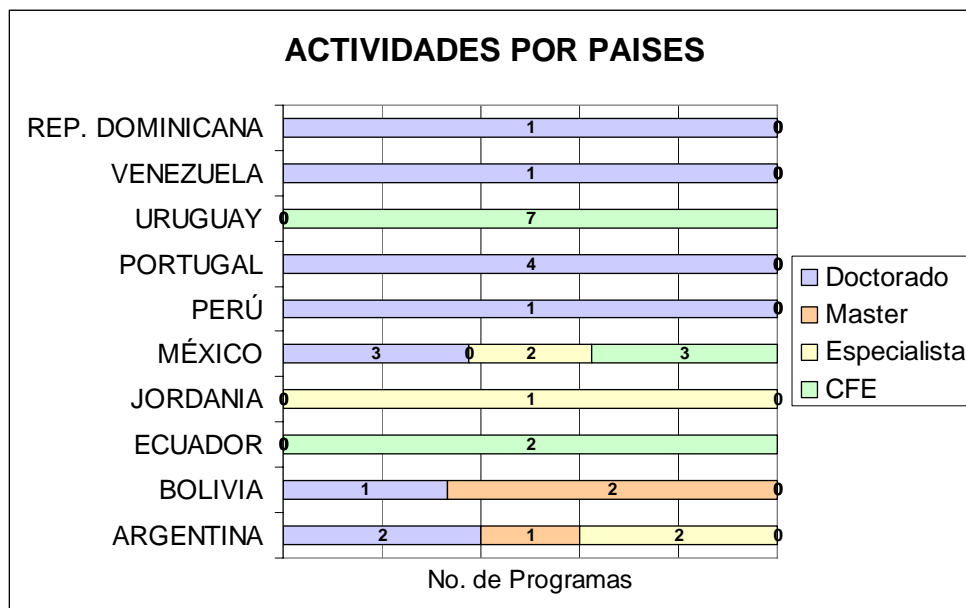 ACTIVIDADES POR PAISES
REP. DOMINICANA 1 0
VENEZUELA 1 0
URUGUAY 0 7
PORTUGAL 4 0
PERÚ 1 0
MÉXICO 3 0 2 3
JORDANIA 0 1 0
ECUADOR 0 2
BOLIVIA 1 2 0
ARGENTINA 2 1 2 0
No. de Programas
Doctorado
Master
Especialista
CFE